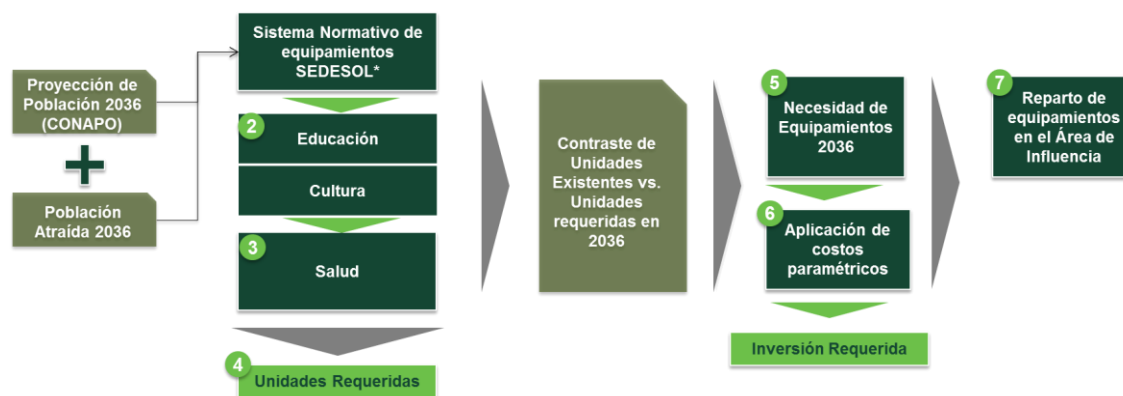 Proyección de
Población 2036
(CONAPO)
Población
Atraída 2036
Sistema Normativo de
equipamientos
SEDESOL*
2
Educación
Cultura
3
Salud
4
Unidades Requeridas
Contraste de
Unidades
Existentes vs.
Unidades
requeridas en
2036
5
Necesidad de
Equipamientos
2036
6
Aplicación de
costos
paramétricos
Inversión Requerida
7
Reparto de
equipamientos
en el Área de
Influencia